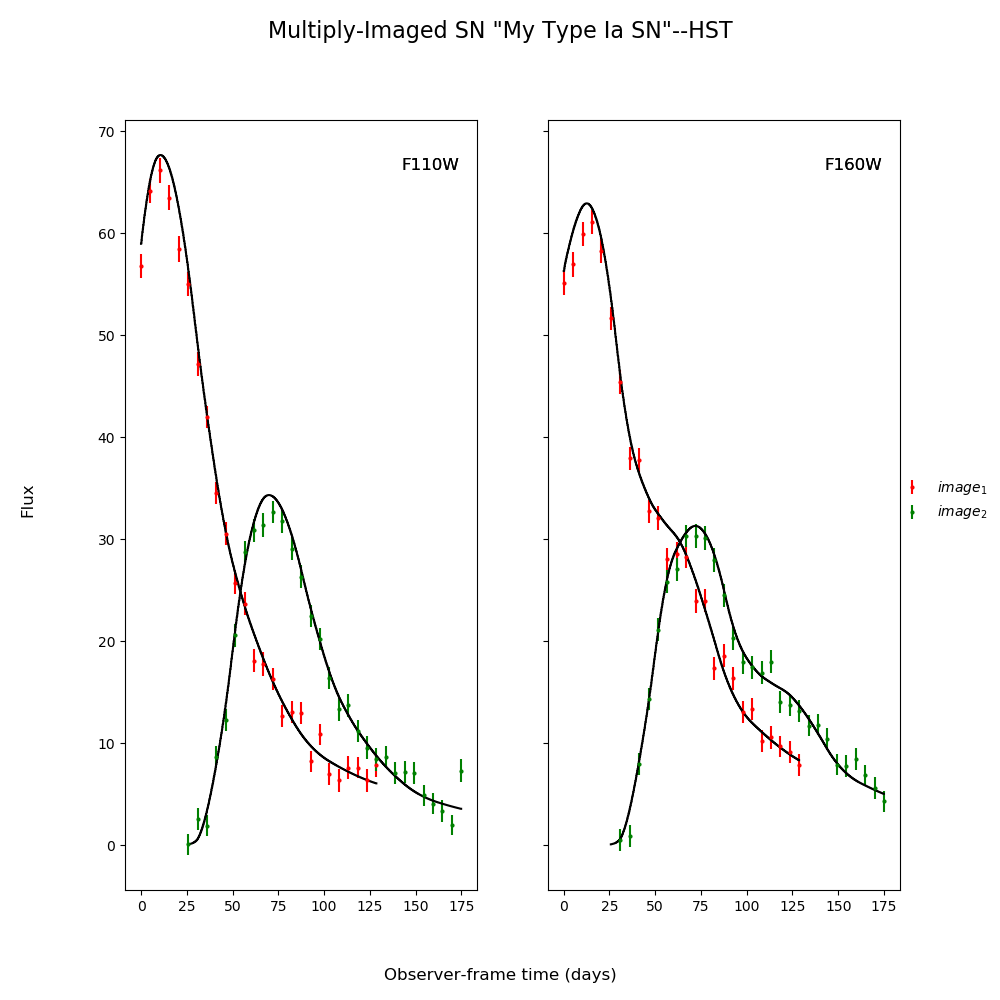 Multiply-Imaged SN "My Type Ia SN"--HST
F110W
F160W
70
60
50
40
30
20
10
0
Flux
0 25 50 75 100 125 150 175
0 25 50 75 100 125 150 175
image1
image2
Observer-frame time (days)